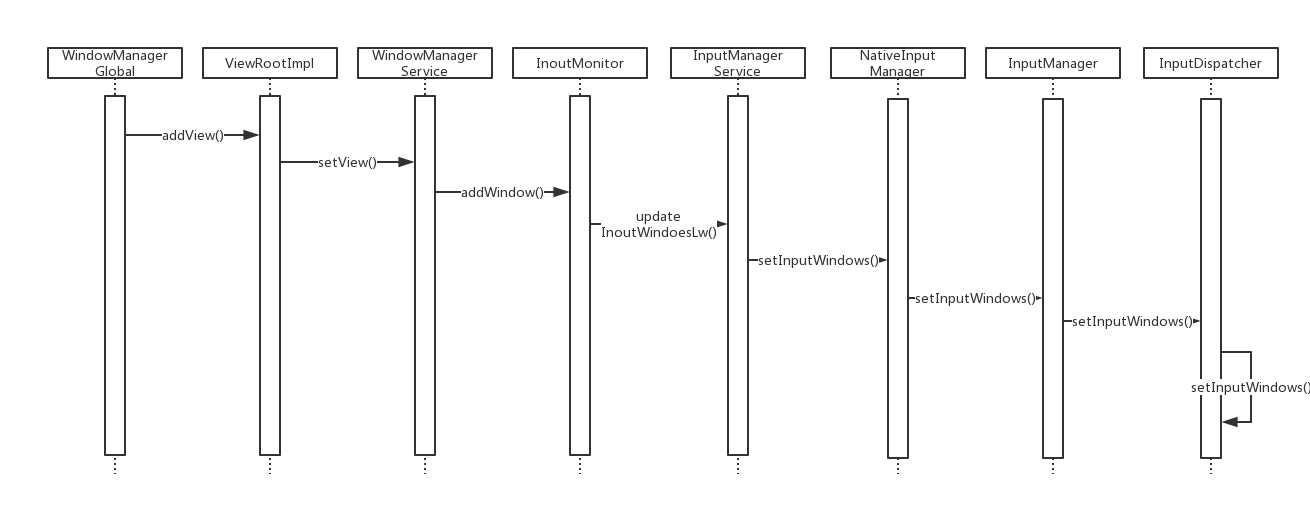 WindowManager
Global
ViewRootImpl
WindowManager
Service
InoutMonitor
InputManager
Service
NativeInput
Manager
InputManager
InputDispatcher
addView()
setView()
addWindow()
update
InoutWindoesLw()
setInputWindows()
setInputWindows()
setInputWindows()
setInputWindows()